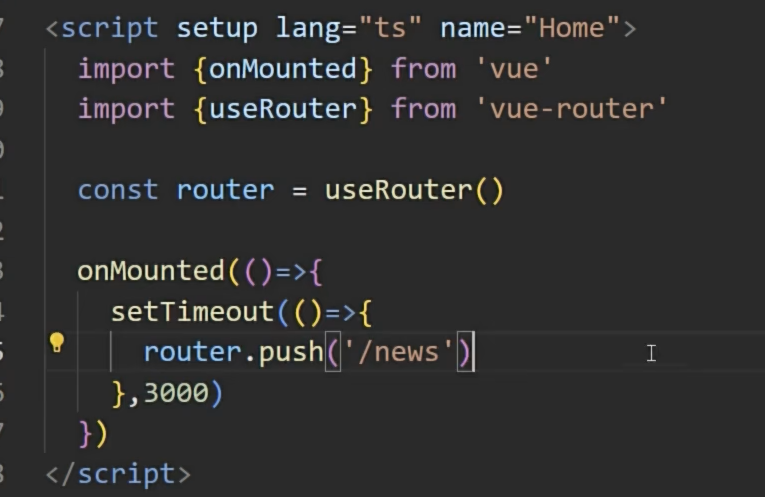 <script setup lang="ts" name="Home">
import {onMounted} from 'vue'
import {useRouter} from 'vue-router'
const router = useRouter()
onMounted(()=>{
setTimeout(()=>{
router.push('/news')
},3000)
})
</script>